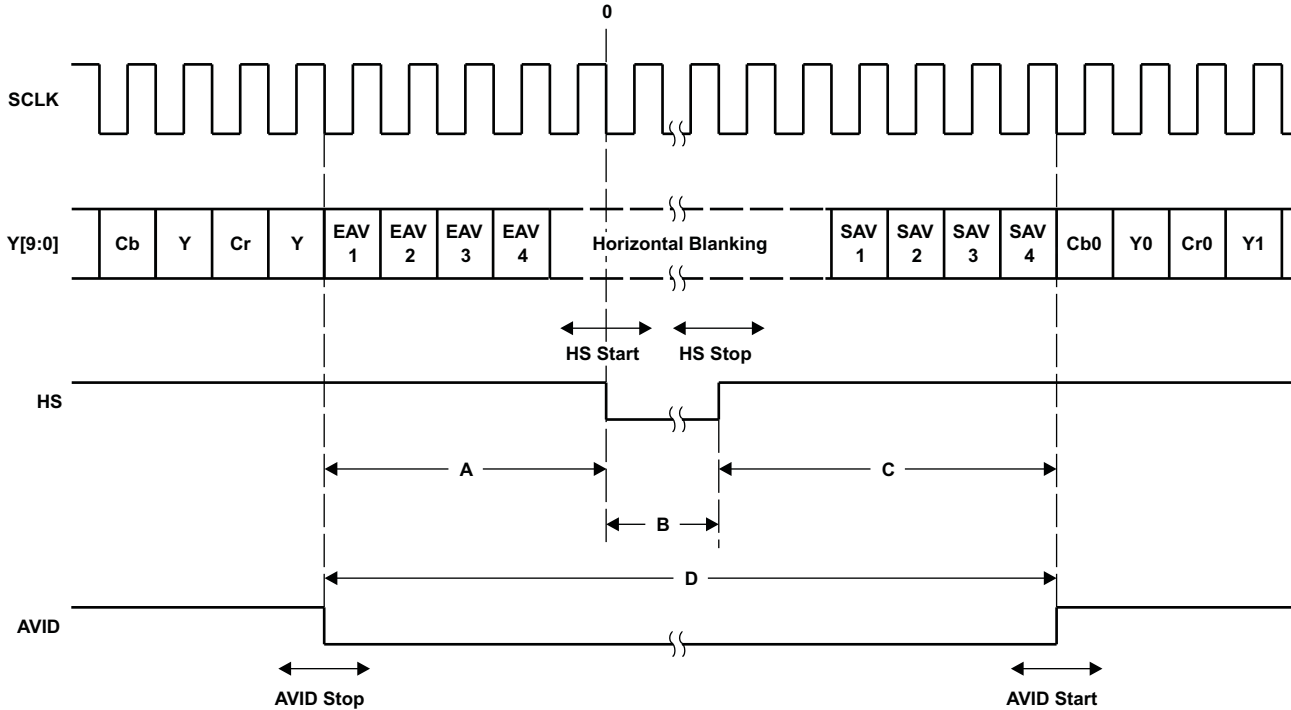 0
SCLK
Y[9:0]
Cb
Y
Cr
Y
EAV
1
EAV
2
EAV
3
EAV
4
Horizontal Blanking
SAV
1
SAV
2
SAV
3
SAV
4
Cb0
Y0
Cr0
Y1
HS Start
HS Stop
HS
A
C
B
D
AVID
AVID Stop
AVID Start